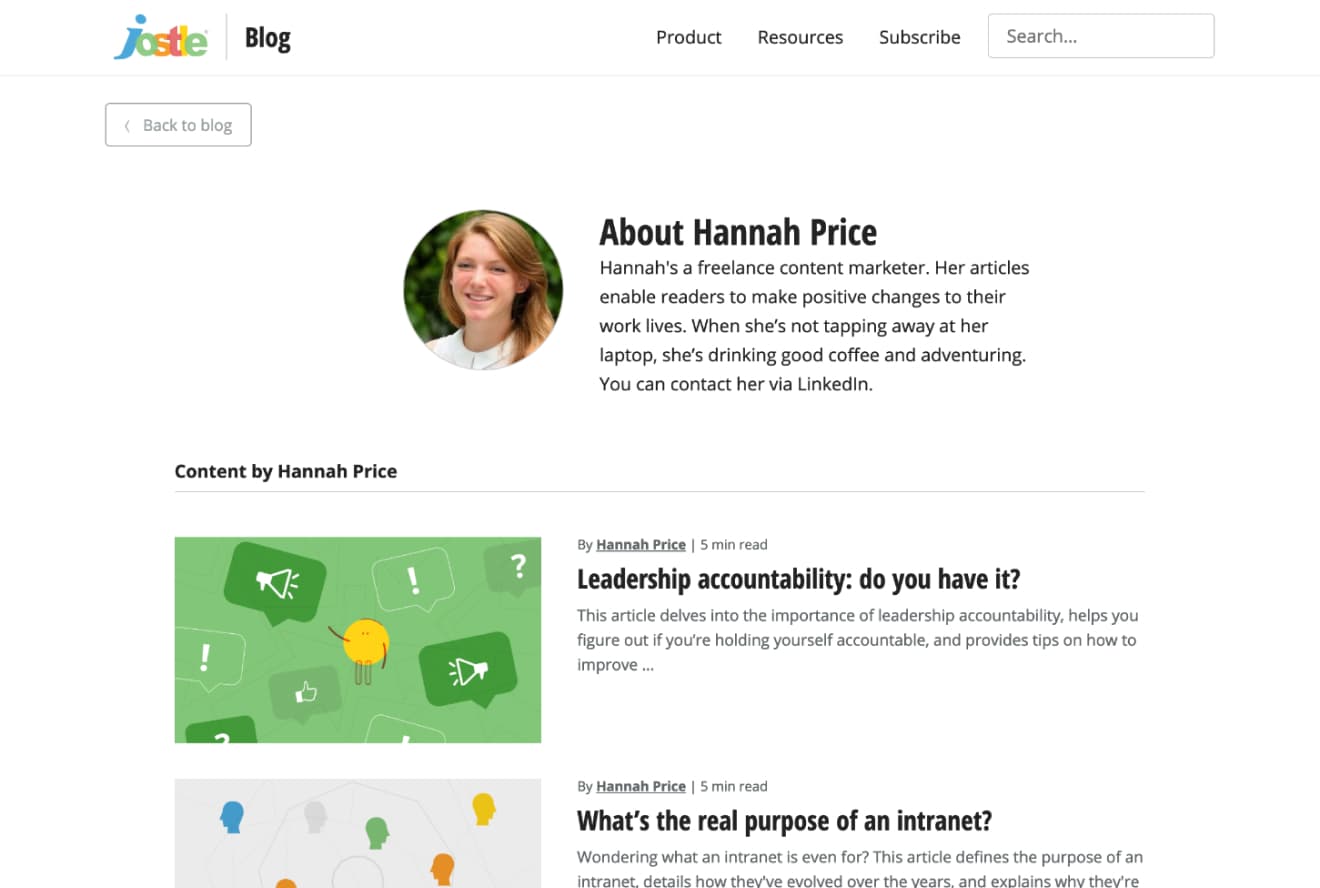 jostle
Blog
Product
Resources
Subscribe
Search...
Back to blog
About Hannah Price
Hannah's a freelance content marketer. Her articles
enable readers to make positive changes to their
work lives. When she’s not tapping away at her
laptop, she’s drinking good coffee and adventuring.
You can contact her via LinkedIn.
Content by Hannah Price
! ?
!
?
!
By Hannah Price | 5 min read
Leadership accountability: do you have it?
This article delves into the importance of leadership accountability, helps you
figure out if you're holding yourself accountable, and provides tips on how to
improve ...
By Hannah Price | 5 min read
What’s the real purpose of an intranet?
Wondering what an intranet is even for? This article defines the purpose of an
intranet, details how they've evolved over the years, and explains why they're